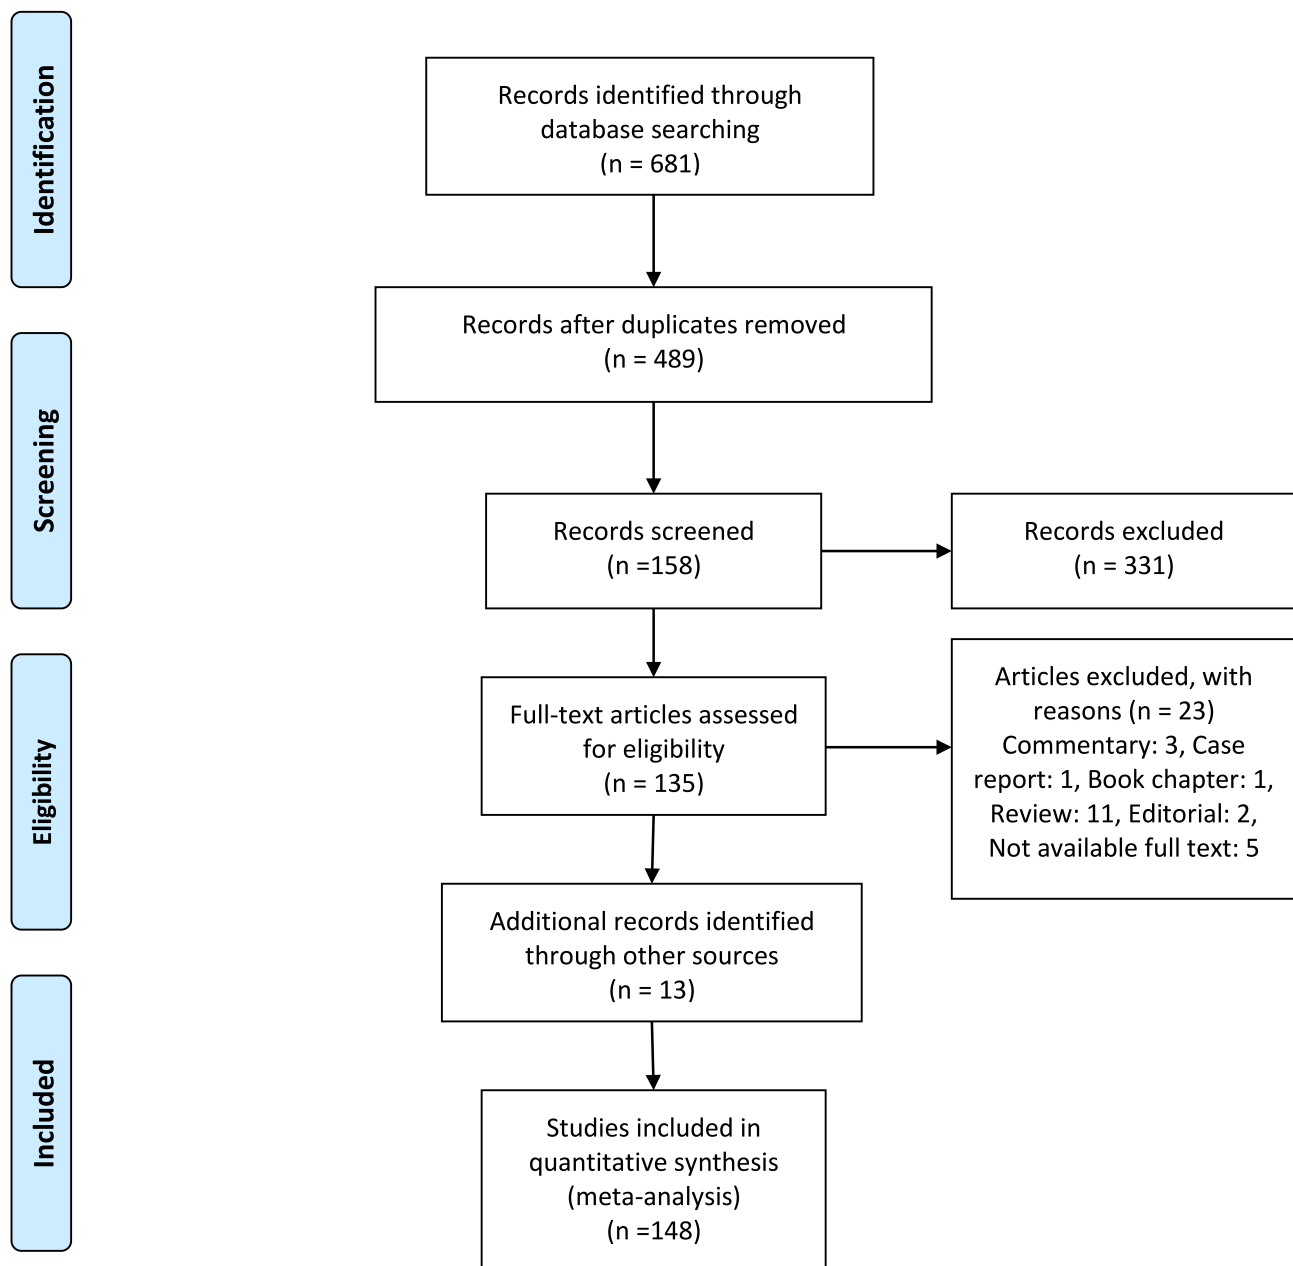 Identification
Records identified through
database searching
(n = 681)
Records after duplicates removed
(n = 489)
Screening
Records screened
(n =158)
Records excluded
(n = 331)
Eligibility
Full-text articles assessed
for eligibility
(n = 135)
Articles excluded, with
reasons (n = 23)
Commentary: 3, Case
report: 1, Book chapter: 1,
Review: 11, Editorial: 2,
Not available full text: 5
Additional records identified
through other sources
(n = 13)
Included
Studies included in
quantitative synthesis
(meta-analysis)
(n =148)